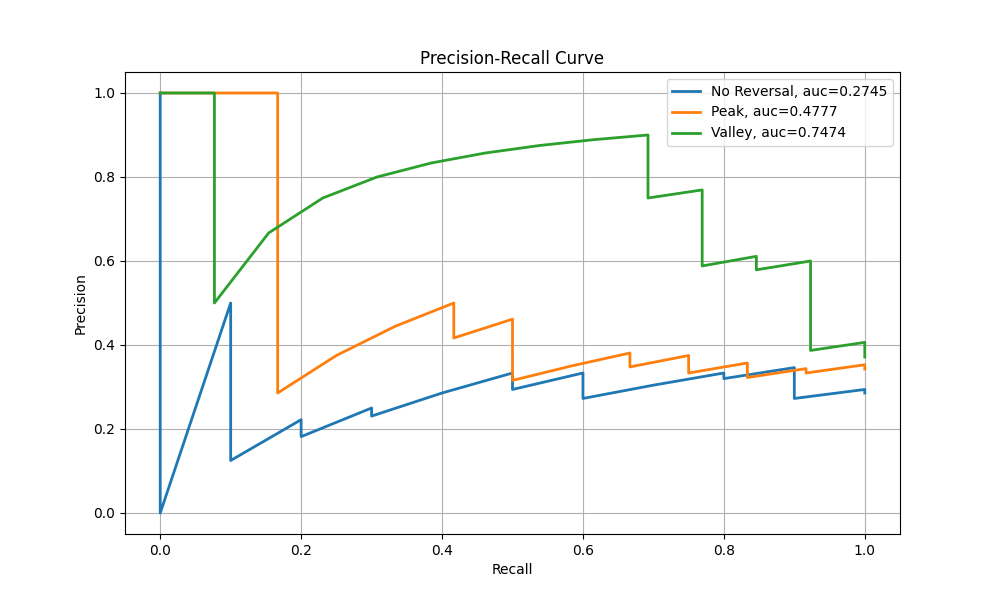 Precision-Recall Curve
No Reversal, auc=0.2745
Peak, auc=0.4777
Valley, auc=0.7474
Precision
1.0
0.8
0.6
0.4
0.2
0.0
0.0 0.2 0.4 0.6 0.8 1.0
Recall